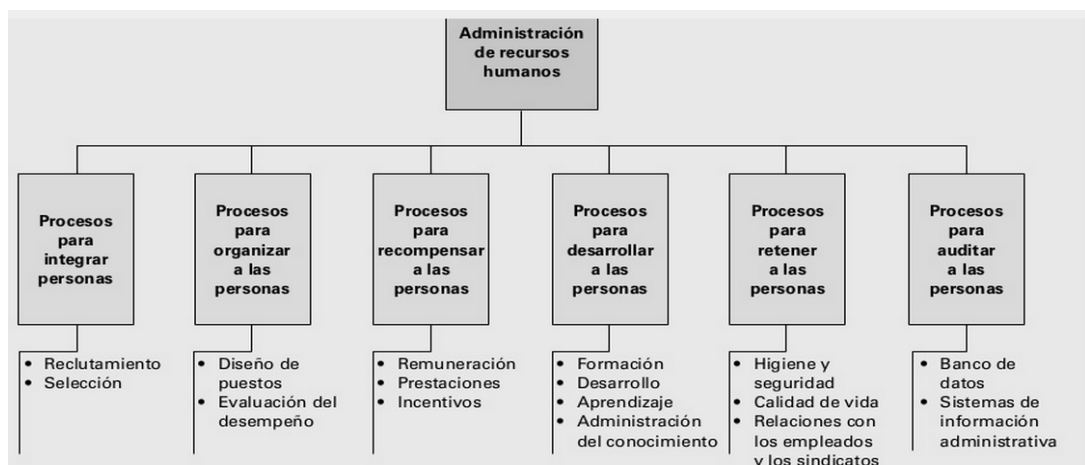 Administración
de recursos
humanos
Procesos
para
integrar
personas
Procesos
para
organizar
a las
personas
Procesos
para
recompensar
a las
personas
Procesos
para
desarrollar
a las
personas
Procesos
para
retener
a las
personas
Procesos
para
auditar
a las
personas
• Reclutamiento
• Selección
• Diseño de
puestos
• Evaluación del
desempeño
• Remuneración
• Prestaciones
• Incentivos
• Formación
• Desarrollo
• Aprendizaje
• Administración
del conocimiento
• Higiene y
seguridad
• Calidad de vida
• Relaciones con
los empleados
y los sindicatos
• Banco de
datos
• Sistemas de
información
administrativa